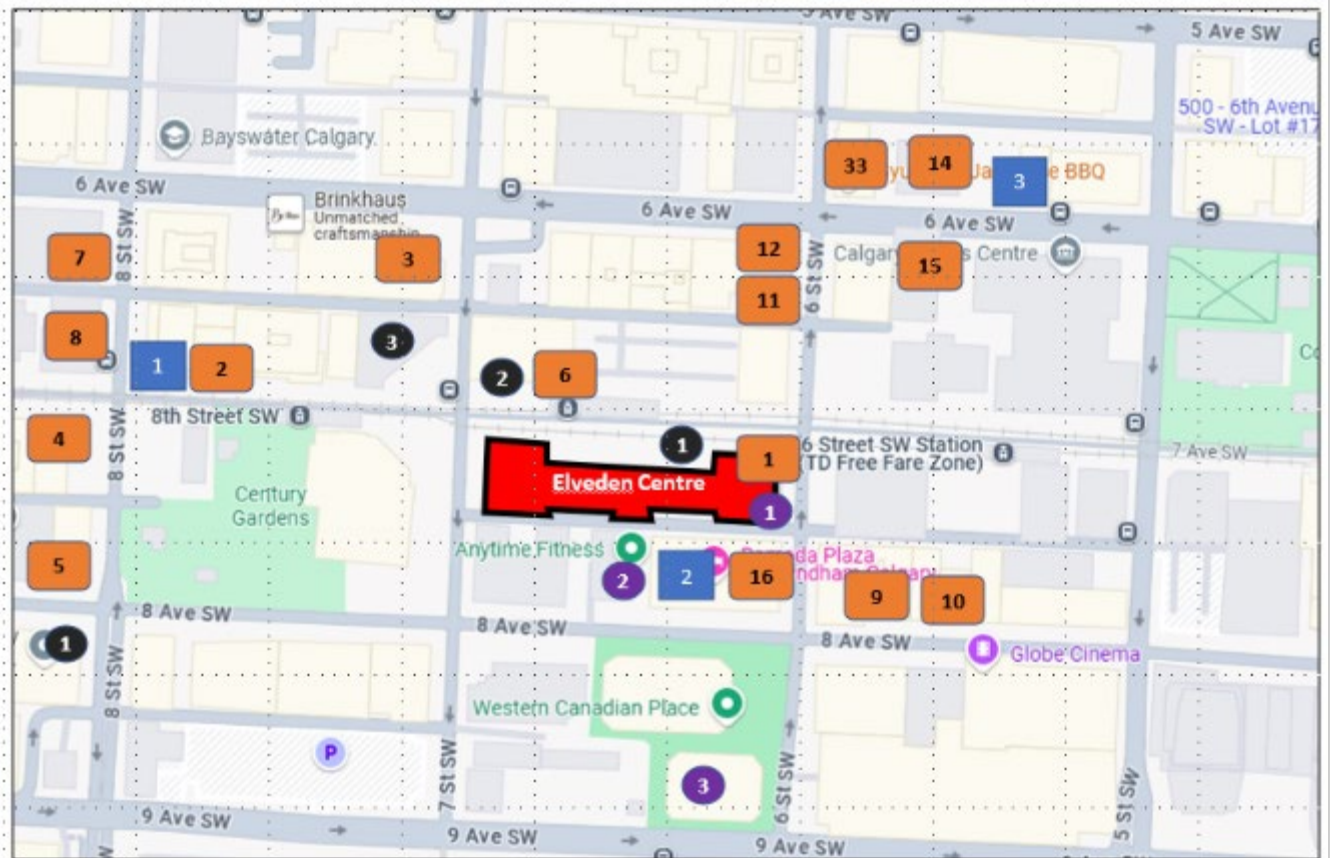 5 Ave SW
5 Ave SW
500 - 6th Avenu
SW - Lot #17
Bayswater Calgary
33
14
3
BBQ
6 Ave SW
Brinkhaus
Unmatched
craftsmanship
6 Ave SW
6 Ave SW
7
8 St SW
3
12
Calgary
Centre
15
11
6 St SW
8
1
2
3
2
6
8th Street SW
4
8 St SW
1
1
6 Street SW Station
(TD Free Fare Zone)
7 Ave SW
Elveden Centre
1
Century
Gardens
Anytime Fitness
Plaza
Calgary
5
2
2
16
9
10
8 Ave SW
8 Ave SW
8 Ave SW
1
Globe Cinema
8 St SW
Western Canadian Place
P
7 St SW
3
6 St SW
5 St SW
9 Ave SW
9 Ave SW
9 Ave SW